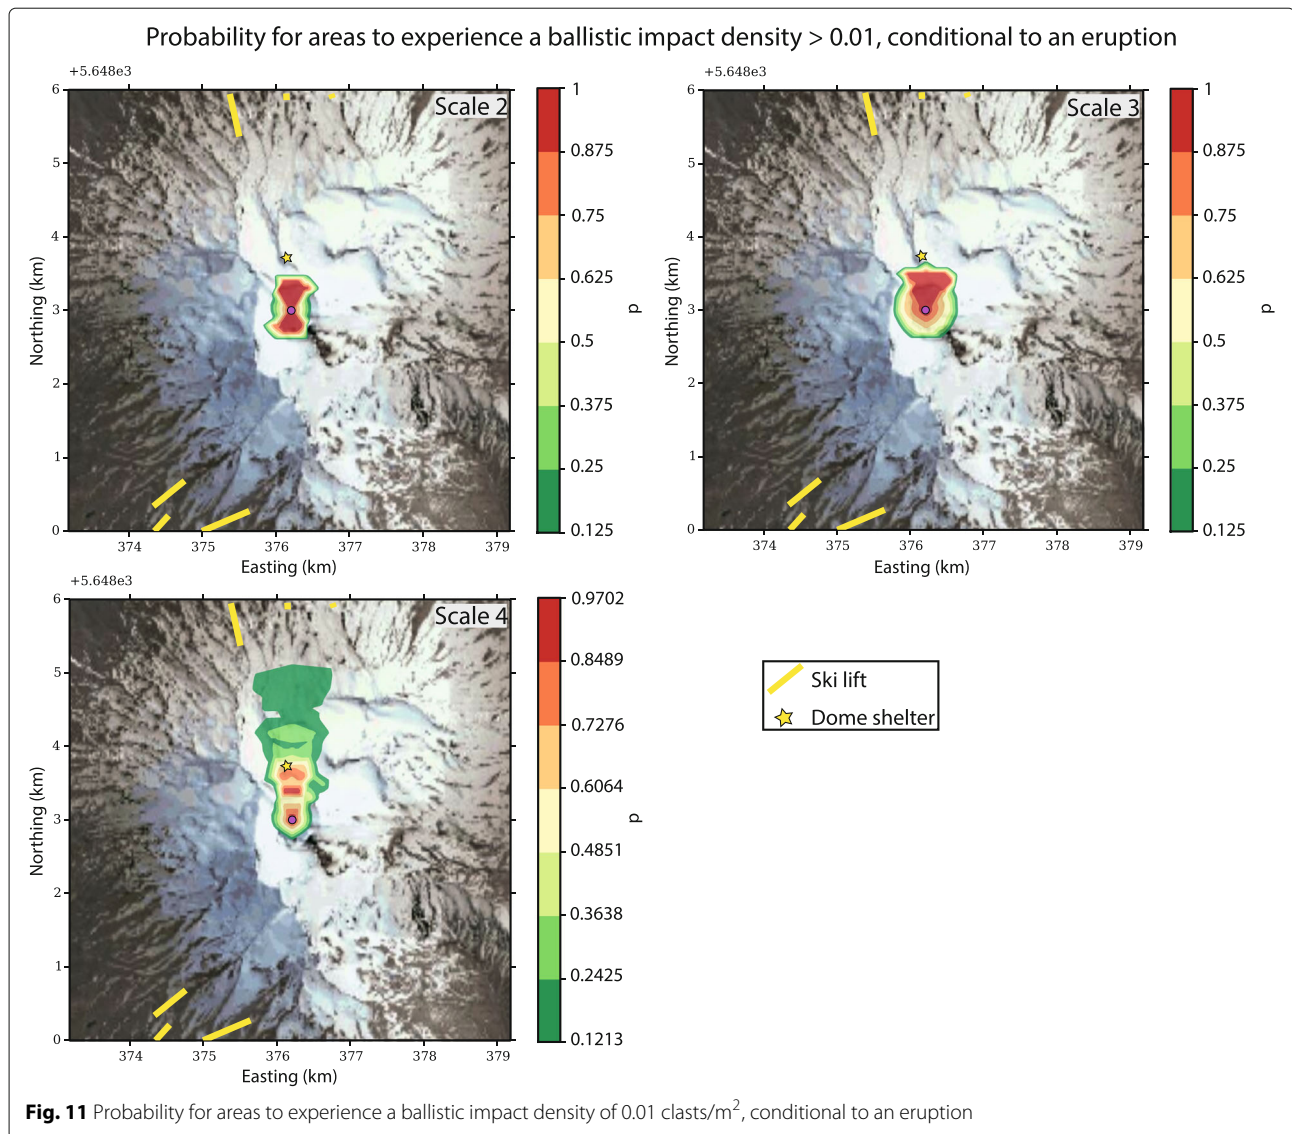 Probability for areas to experience a ballistic impact density > 0.01, conditional to an eruption
+5.648e3
Scale 2
6
5
4
3
2
1
0
Northing (km)
374 375 376 377 378 379
Easting (km)
1
0.875
0.75
0.625
0.5
0.375
0.25
0.125
p
+5.648e3
Scale 3
6
5
4
3
2
1
0
Northing (km)
374 375 376 377 378 379
Easting (km)
1
0.875
0.75
0.625
0.5
0.375
0.25
0.125
p
+5.648e3
Scale 4
6
5
4
3
2
1
0
Northing (km)
374 375 376 377 378 379
Easting (km)
0.9702
0.8489
0.7276
0.6064
0.4851
0.3638
0.2425
0.1213
p
Ski lift
Dome shelter
Fig. 11 Probability for areas to experience a ballistic impact density of 0.01 clasts/m², conditional to an eruption